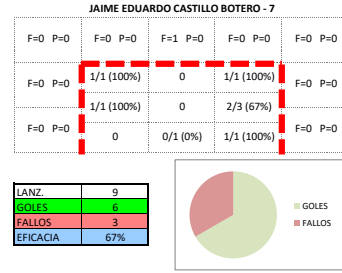 JAIME EDUARDO CASTILLO BOTERO - 7
F=0 P=0 F=0 P=0 F=1 P=0 F=0 P=0 F=0 P=0
F=0 P=0 1/1 (100%) 0 1/1 (100%) F=0 P=0
1/1 (100%) 0 2/3 (67%)
F=0 P=0 0 0/1 (0%) 1/1 (100%) F=0 P=0
LANZ. 9
GOLES 6
FALLOS 3
EFICACIA 67%
GOLES
FALLOS